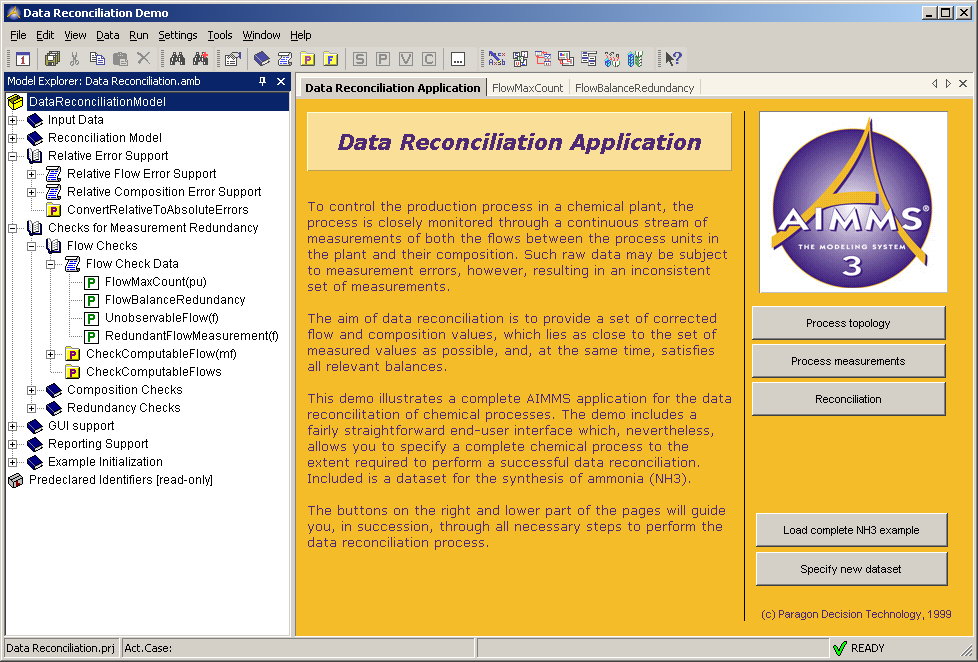 Data Reconciliation Demo
File Edit View Data Run Settings Tools Window Help
Model Explorer: Data Reconciliation.amb
DataReconciliationModel
Input Data
Reconciliation Model
Relative Error Support
Relative Flow Error Support
Relative Composition Error Support
ConvertRelativeToAbsoluteErrors
Checks for Measurement Redundancy
Flow Checks
Flow Check Data
FlowMaxCount(pu)
FlowBalanceRedundancy
UnobservableFlow(f)
RedundantFlowMeasurement(f)
CheckComputableFlow(mf)
CheckComputableFlows
Composition Checks
Redundancy Checks
GUI support
Reporting Support
Example Initialization
Predeclared Identifiers [read-only]
Data Reconciliation Application FlowMaxCount FlowBalanceRedundancy
Data Reconciliation Application
To control the production process in a chemical plant, the
process is closely monitored through a continuous stream of
measurements of both the flows between the process units in
the plant and their composition. Such raw data may be subject
to measurement errors, however, resulting in an inconsistent
set of measurements.
The aim of data reconciliation is to provide a set of corrected
flow and composition values, which lies as close to the set of
measured values as possible, and, at the same time, satisfies
all relevant balances.
This demo illustrates a complete AIMMS application for the data
reconcilitation of chemical processes. The demo includes a
fairly straightforward end-user interface which, nevertheless,
allows you to specify a complete chemical process to the
extent required to perform a successful data reconciliation.
Included is a dataset for the synthesis of ammonia (NH3).
The buttons on the right and lower part of the pages will guide
you, in succession, through all necessary steps to perform the
data reconciliation process.
AIMMS®
THE MODELING SYSTEM
3
Process topology
Process measurements
Reconciliation
Load complete NH3 example
Specify new dataset
(c) Paragon Decision Technology, 1999
Data Reconciliation.prj Act.Case: READY